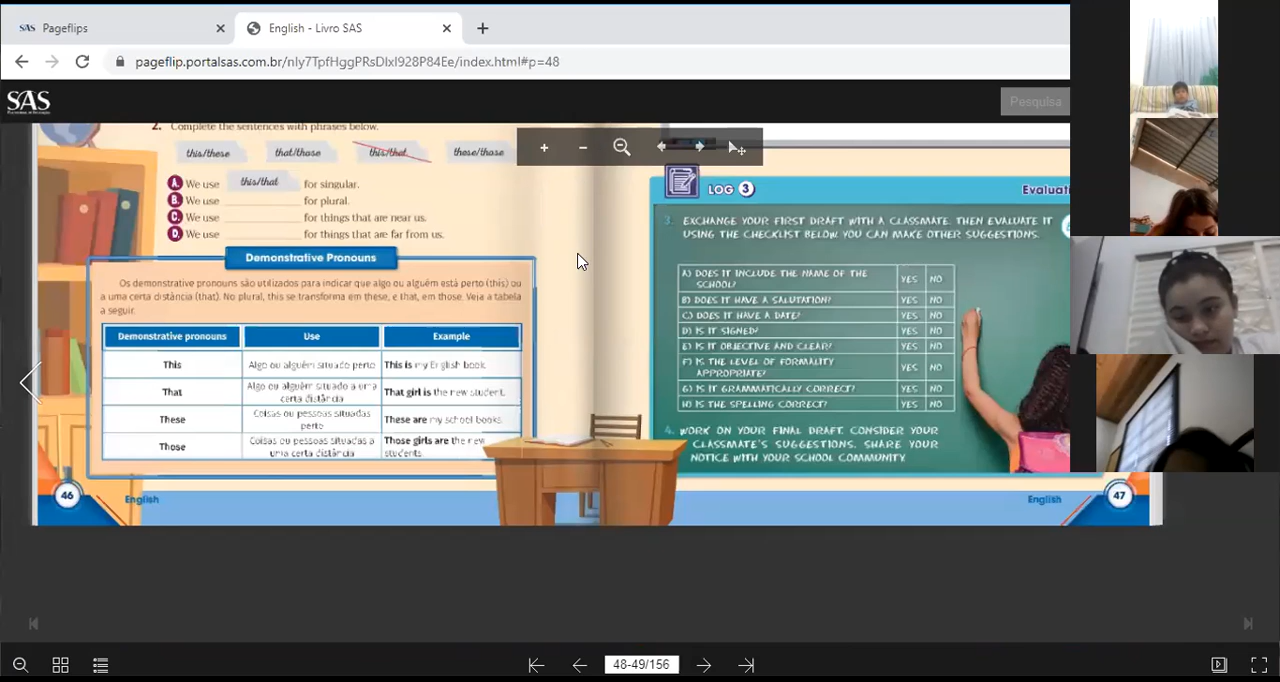 SAS Pageflips
English - Livro SAS
pageflip.portalsas.com.br/nIy7TpfHggPRsDIxI928P84Ee/index.html#p=48
SAS
Pesquisa
2. Complete the sentences with phrases below.
this/these
that/those
this/that
these/those
A. We use this/that for singular.
B. We use for plural.
C. We use for things that are near us.
D. We use for things that are far from us.
Demonstrative Pronouns
Os demonstrative pronouns são utilizados para indicar que algo ou alguém está perto (this) ou
a uma certa distância (that). No plural, this se transforma em these, e that, em those. Veja a tabela
a seguir.
Demonstrative pronouns Use Example
This Algo ou alguém situado perto This is my English book.
That Algo ou alguém situado a uma certa distância That girl is the new student.
These Coisas ou pessoas situadas perto These are my school books.
Those Coisas ou pessoas situadas a uma certa distância Those girls are the new students.
46
English
LOG 3
3. EXCHANGE YOUR FIRST DRAFT WITH A CLASSMATE. THEN EVALUATE IT
USING THE CHECKLIST BELOW. YOU CAN MAKE OTHER SUGGESTIONS.
A) DOES IT INCLUDE THE NAME OF THE SCHOOL? YES NO
B) DOES IT HAVE A SALUTATION? YES NO
C) DOES IT HAVE A DATE? YES NO
D) IS IT SIGNED? YES NO
E) IS IT OBJECTIVE AND CLEAR? YES NO
F) IS THE LEVEL OF FORMALITY APPROPRIATE? YES NO
G) IS IT GRAMMATICALLY CORRECT? YES NO
H) IS THE SPELLING CORRECT? YES NO
4. WORK ON YOUR FINAL DRAFT. CONSIDER YOUR
CLASSMATE'S SUGGESTIONS. SHARE YOUR
NOTICE WITH YOUR SCHOOL COMMUNITY.
English
47
48-49/156